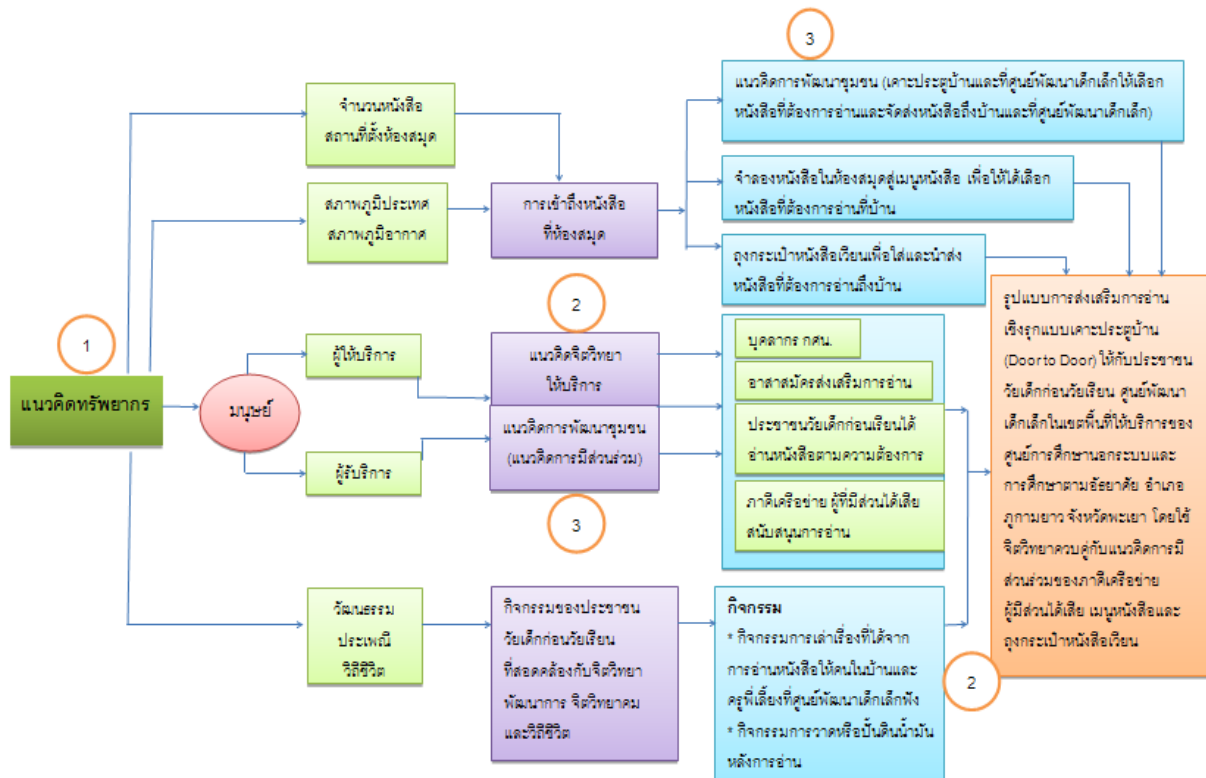 3
แนวคิดการพัฒนาชุมชน (เคาะประตูบ้านและที่ศูนย์พัฒนาเด็กเล็กให้เลือก
หนังสือที่ต้องการอ่านและจัดส่งหนังสือถึงบ้านและที่ศูนย์พัฒนาเด็กเล็ก)
จำนวนหนังสือ
สถานที่ตั้งห้องสมุด
จำลองหนังสือในห้องสมุดสู่เมนูหนังสือ เพื่อให้ได้เลือก
หนังสือที่ต้องการอ่านที่บ้าน
สภาพภูมิประเทศ
สภาพภูมิอากาศ
การเข้าถึงหนังสือ
ที่ห้องสมุด
ถุงกระเป๋าหนังสือเวียนเพื่อใส่และนำส่ง
หนังสือที่ต้องการอ่านถึงบ้าน
1
แนวคิดทรัพยากร
มนุษย์
ผู้ให้บริการ
ผู้รับบริการ
2
แนวคิดจิตวิทยา
ให้บริการ
แนวคิดการพัฒนาชุมชน
(แนวคิดการมีส่วนร่วม)
3
บุคลากร กศน.
อาสาสมัครส่งเสริมการอ่าน
ประชาชนวัยเด็กก่อนเรียนได้
อ่านหนังสือตามความต้องการ
ภาคีเครือข่าย ผู้ที่มีส่วนได้เสีย
สนับสนุนการอ่าน
รูปแบบการส่งเสริมการอ่าน
เชิงรุกแบบเคาะประตูบ้าน
(Door to Door) ให้กับประชาชน
วัยเด็กก่อนวัยเรียน ศูนย์พัฒนา
เด็กเล็กในเขตพื้นที่ให้บริการของ
ศูนย์การศึกษานอกระบบและ
การศึกษาตามอัธยาศัย อำเภอ
ภูกามยาว จังหวัดพะเยา โดยใช้
จิตวิทยาควบคู่กับแนวคิดการมี
ส่วนร่วมของภาคีเครือข่าย
ผู้มีส่วนได้เสีย เมนูหนังสือและ
ถุงกระเป๋าหนังสือเวียน
วัฒนธรรม
ประเพณี
วิถีชีวิต
กิจกรรมของประชาชน
วัยเด็กก่อนวัยเรียน
ที่สอดคล้องกับจิตวิทยา
พัฒนาการ จิตวิทยาคม
และวิถีชีวิต
กิจกรรม
* กิจกรรมการเล่าเรื่องที่ได้จาก
การอ่านหนังสือให้คนในบ้านและ
ครูพี่เลี้ยงที่ศูนย์พัฒนาเด็กเล็กฟัง
* กิจกรรมการวาดหรือปั้นดินน้ำมัน
หลังการอ่าน
2